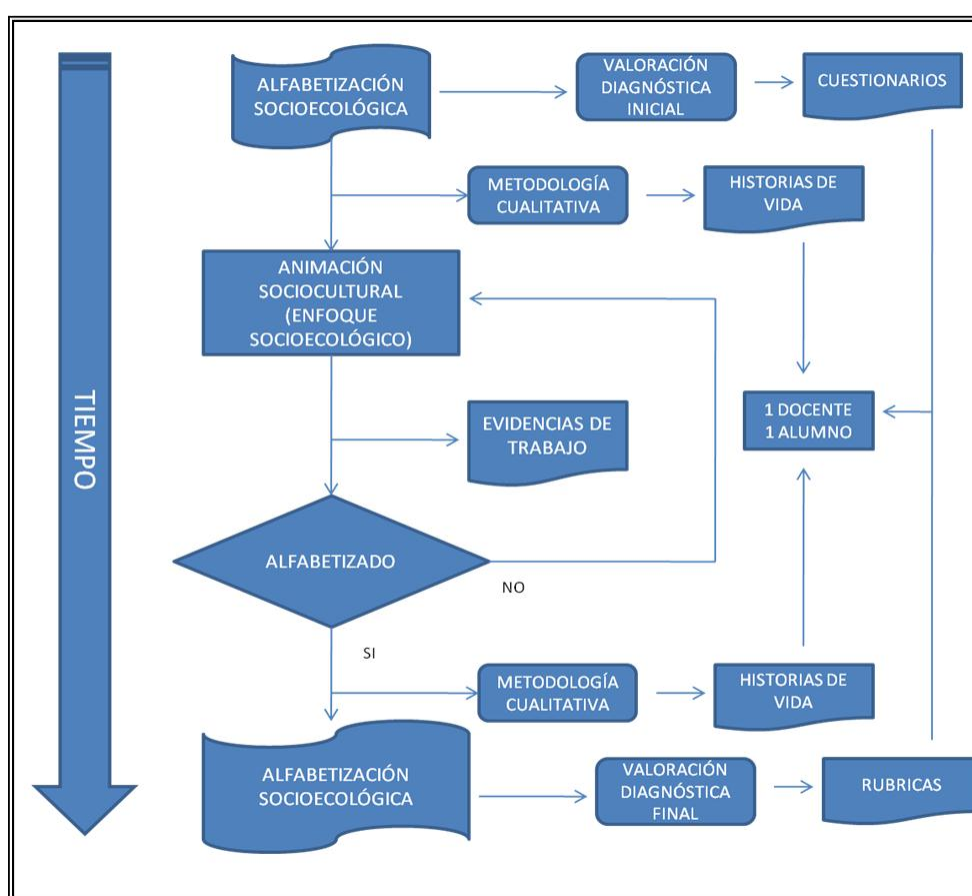 ALFABETIZACIÓN
SOCIOECOLÓGICA
VALORACIÓN
DIAGNÓSTICA
INICIAL
CUESTIONARIOS
METODOLOGÍA
CUALITATIVA
HISTORIAS DE
VIDA
ANIMACIÓN
SOCIOCULTURAL
(ENFOQUE
SOCIOECOLÓGICO)
TIEMPO
1 DOCENTE
1 ALUMNO
EVIDENCIAS DE
TRABAJO
ALFABETIZADO
NO
SI
METODOLOGÍA
CUALITATIVA
HISTORIAS DE
VIDA
ALFABETIZACIÓN
SOCIOECOLÓGICA
VALORACIÓN
DIAGNÓSTICA
FINAL
RUBRICAS